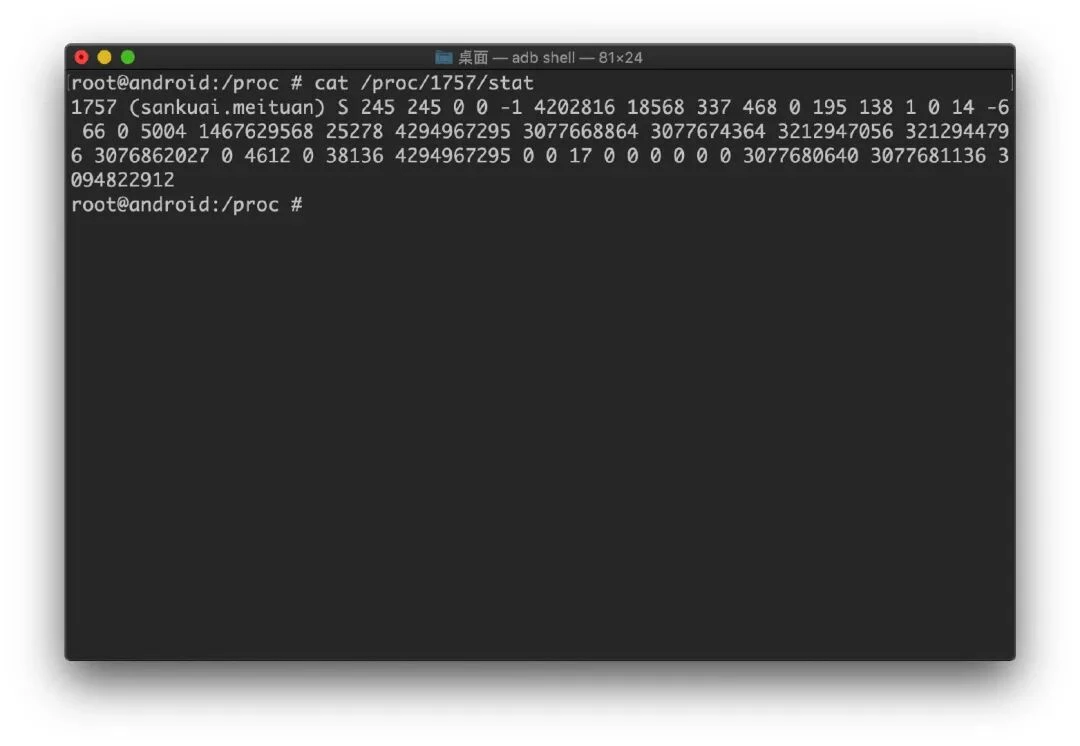 桌面 — adb shell — 81×24
root@android:/proc # cat /proc/1757/stat
1757 (sankuai.meituan) S 245 245 0 0 -1 4202816 18568 337 468 0 195 138 1 0 14 -6
 66 0 5004 1467629568 25278 4294967295 3077668864 3077674364 3212947056 321294479
6 3076862027 0 4612 0 38136 4294967295 0 0 17 0 0 0 0 0 0 3077680640 3077681136 3
094822912
root@android:/proc #